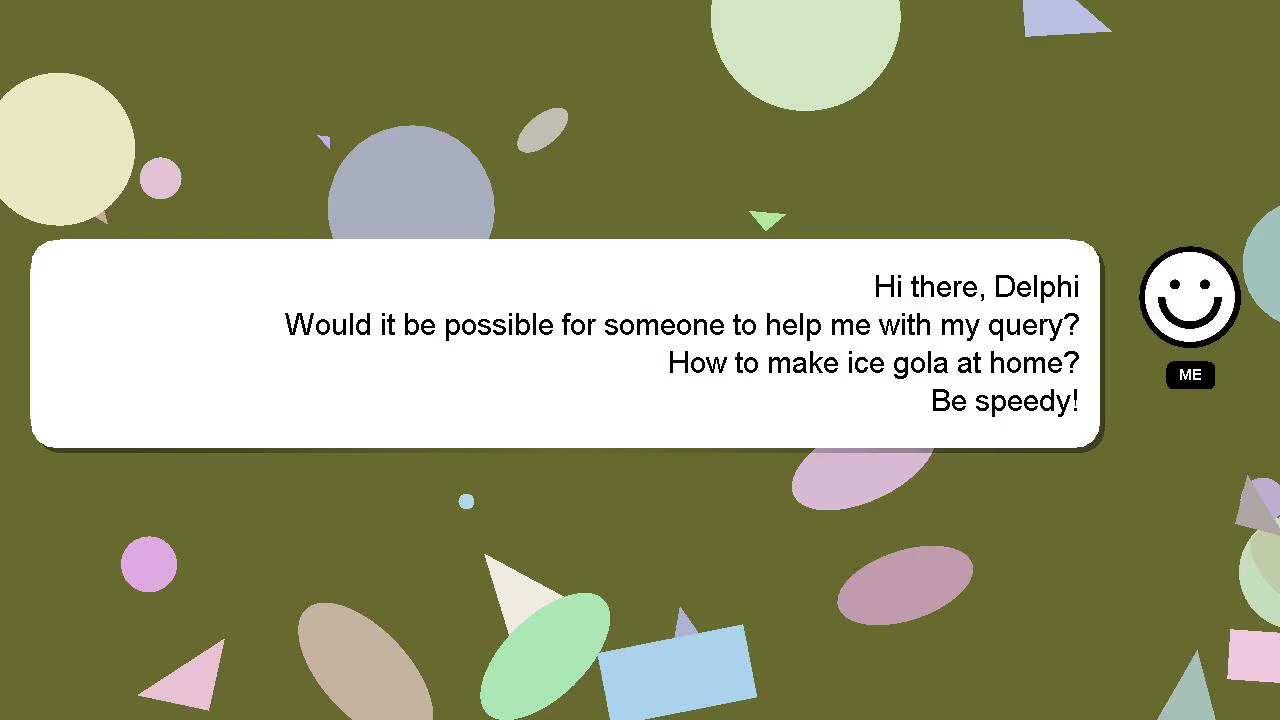 Hi there, Delphi
Would it be possible for someone to help me with my query?
How to make ice gola at home?
Be speedy!
ME